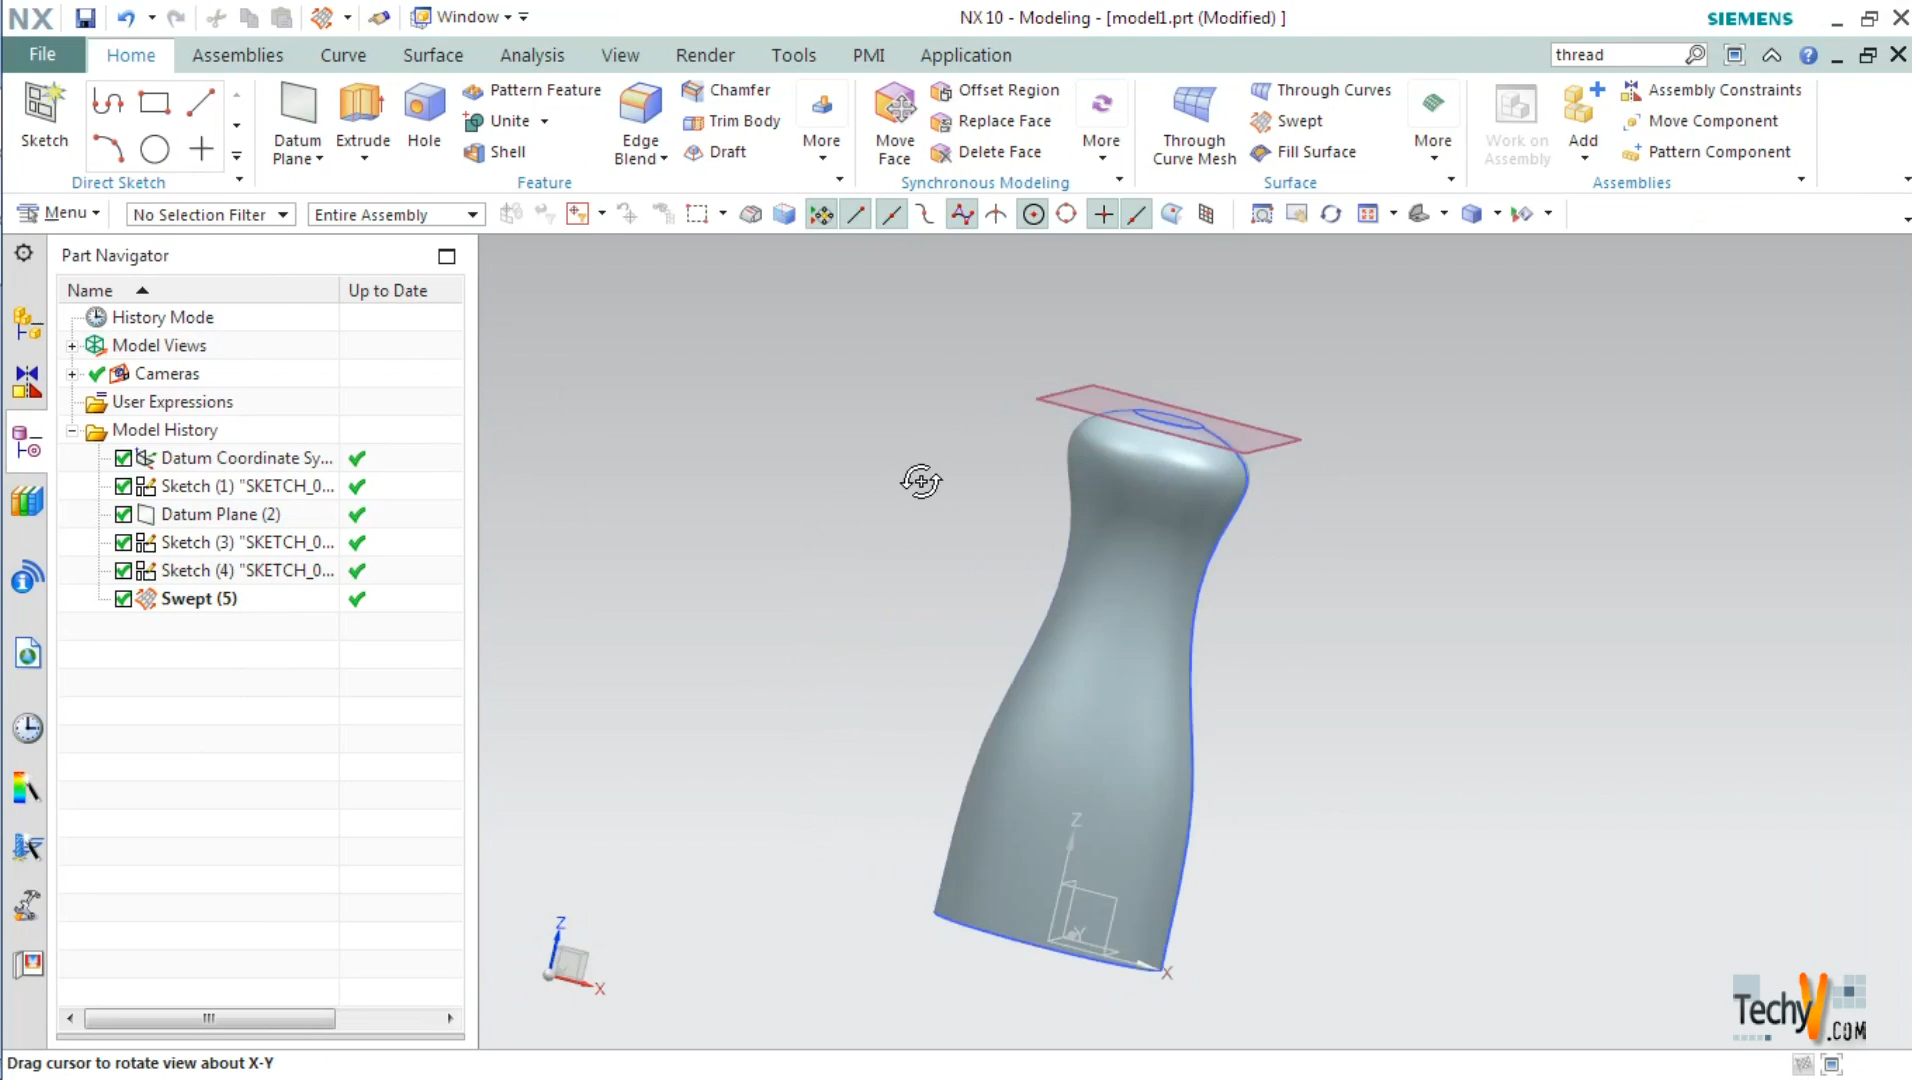 NX
Window
NX 10 - Modeling - [model1.prt (Modified) ]
SIEMENS
File
Home
Assemblies
Curve
Surface
Analysis
View
Render
Tools
PMI
Application
thread
Sketch
Direct Sketch
Datum
Plane
Extrude
Hole
Pattern Feature
Unite
Shell
Edge
Blend
Chamfer
Trim Body
Draft
More
Feature
Move
Face
Offset Region
Replace Face
Delete Face
More
Synchronous Modeling
Through
Curve Mesh
Through Curves
Swept
Fill Surface
More
Surface
Work on
Assembly
Add
Assembly Constraints
Move Component
Pattern Component
Assemblies
Menu
No Selection Filter
Entire Assembly
Part Navigator
Name
Up to Date
History Mode
Model Views
Cameras
User Expressions
Model History
Datum Coordinate Sy...
Sketch (1) "SKETCH_0...
Datum Plane (2)
Sketch (3) "SKETCH_0...
Sketch (4) "SKETCH_0...
Swept (5)
Z
Y
X
Z
X
TechyV
.COM
Drag cursor to rotate view about X-Y